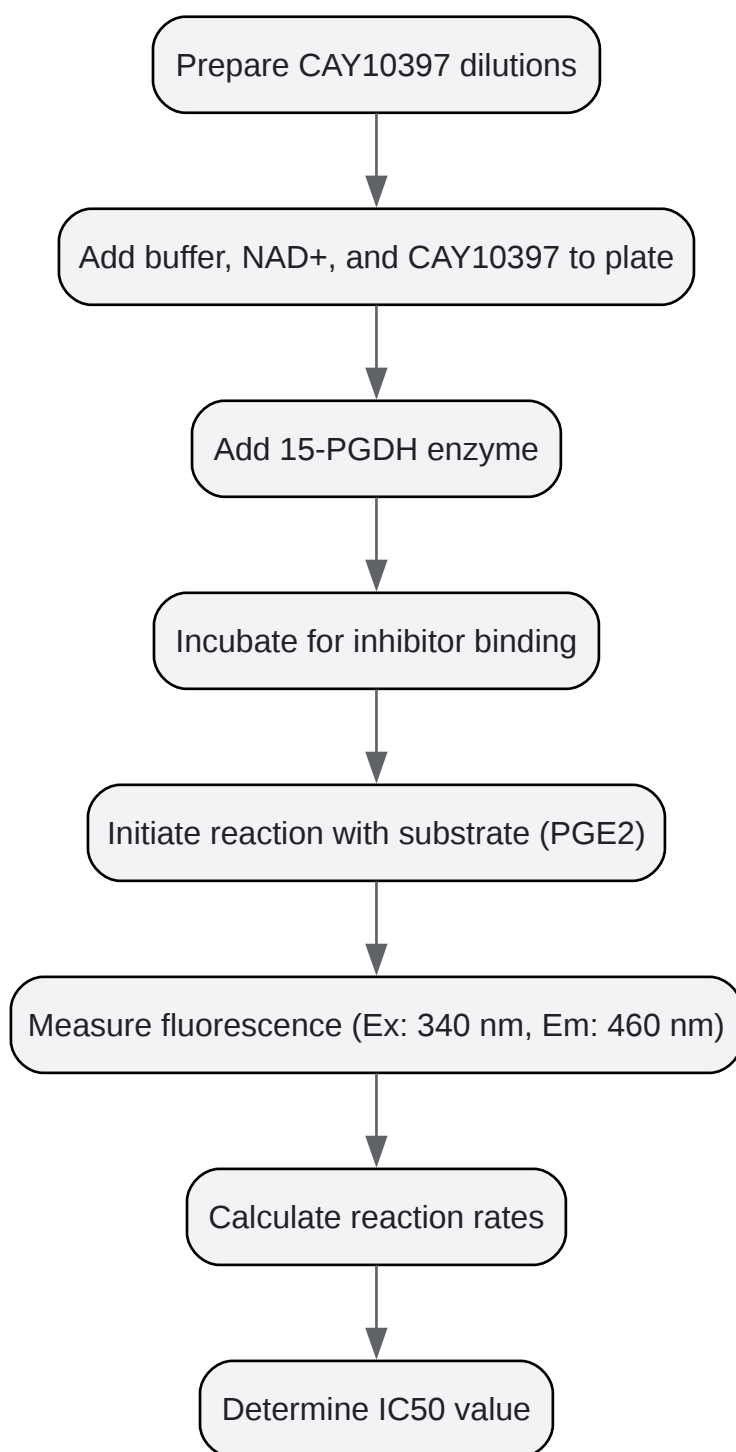 Prepare CAY10397 dilutions
Add buffer, NAD+, and CAY10397 to plate
Add 15-PGDH enzyme
Incubate for inhibitor binding
Initiate reaction with substrate (PGE2)
Measure fluorescence (Ex: 340 nm, Em: 460 nm)
Calculate reaction rates
Determine IC50 value